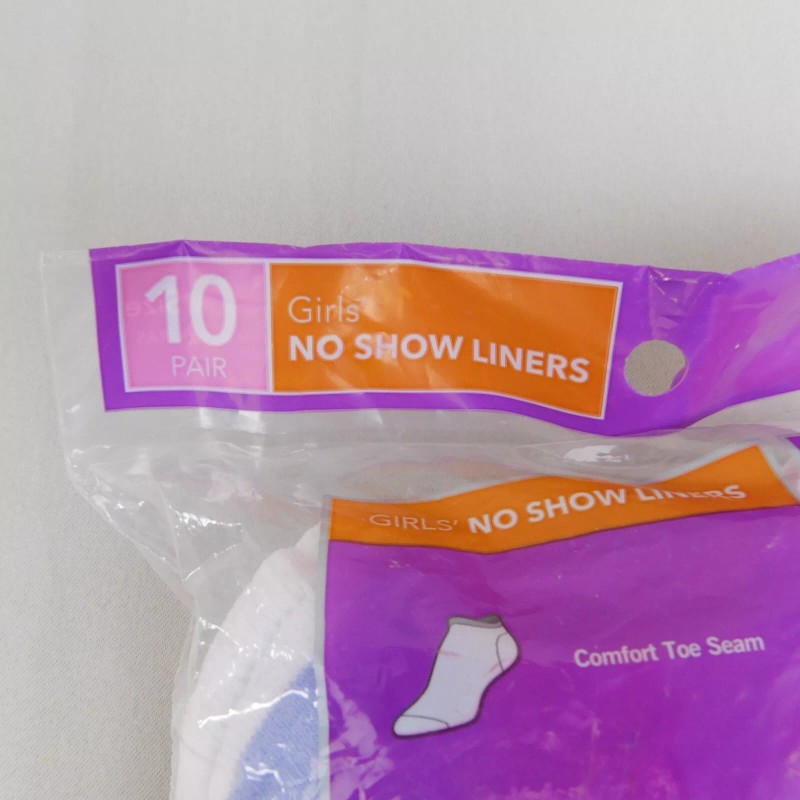 10
PAIR
Girls'
NO SHOW LINERS
GIRLS' NO SHOW LINERS
Comfort Toe Seam